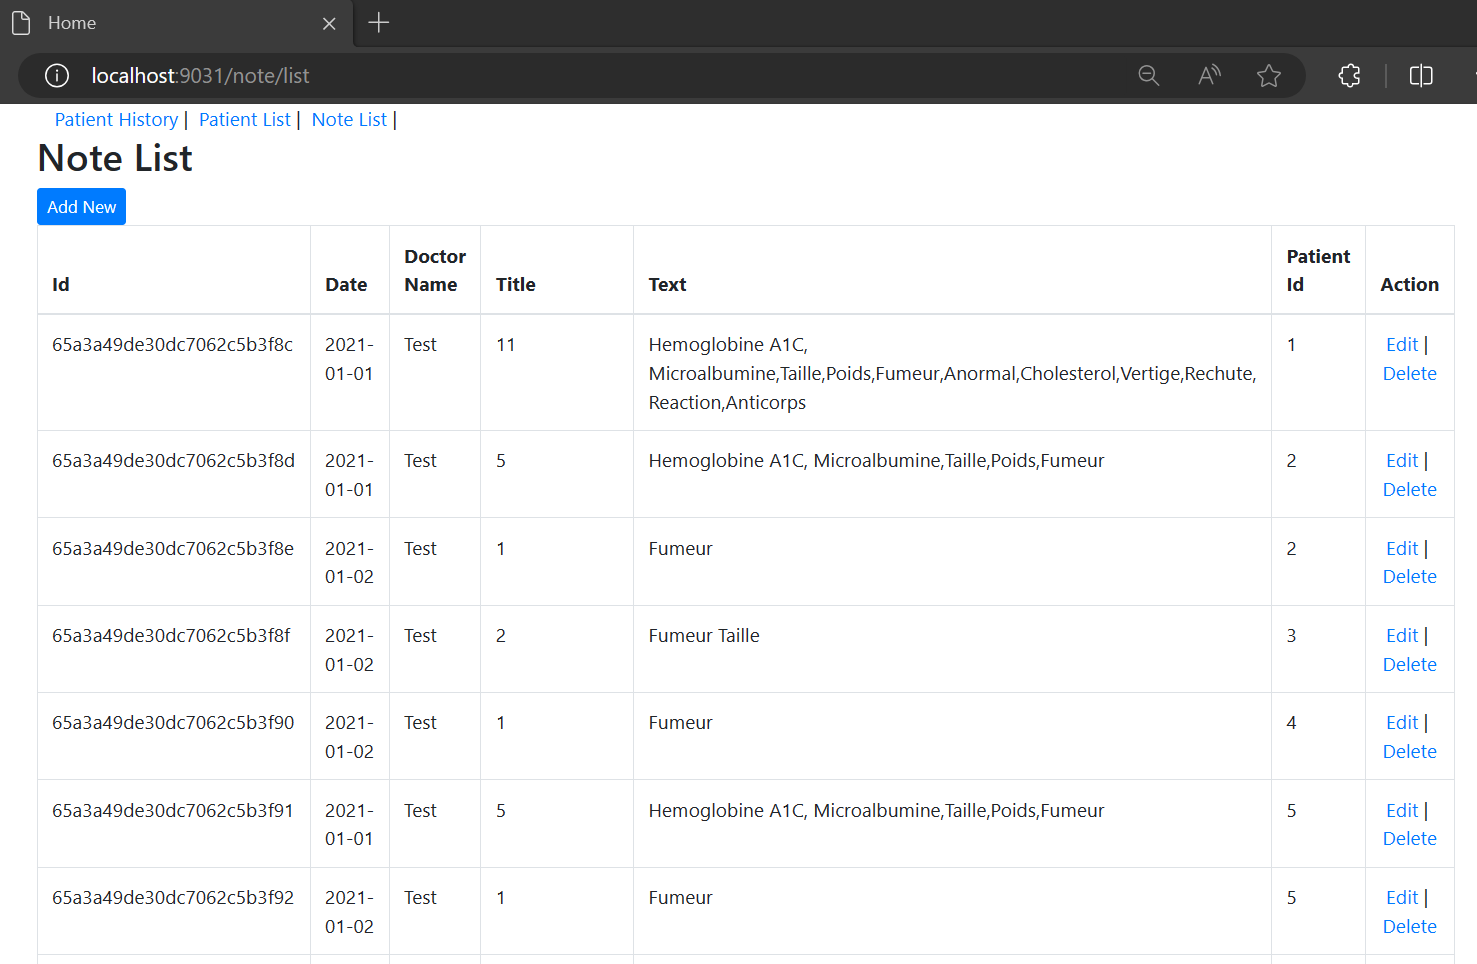 Home
localhost:9031/note/list
Patient History | Patient List | Note List |
Note List
Add New
Id Date Doctor Name Title Text Patient Id Action
65a3a49de30dc7062c5b3f8c 2021-01-01 Test 11 Hemoglobine A1C, Microalbumine,Taille,Poids,Fumeur,Anormal,Cholesterol,Vertige,Rechute, Reaction,Anticorps 1 Edit | Delete
65a3a49de30dc7062c5b3f8d 2021-01-01 Test 5 Hemoglobine A1C, Microalbumine,Taille,Poids,Fumeur 2 Edit | Delete
65a3a49de30dc7062c5b3f8e 2021-01-02 Test 1 Fumeur 2 Edit | Delete
65a3a49de30dc7062c5b3f8f 2021-01-02 Test 2 Fumeur Taille 3 Edit | Delete
65a3a49de30dc7062c5b3f90 2021-01-02 Test 1 Fumeur 4 Edit | Delete
65a3a49de30dc7062c5b3f91 2021-01-01 Test 5 Hemoglobine A1C, Microalbumine,Taille,Poids,Fumeur 5 Edit | Delete
65a3a49de30dc7062c5b3f92 2021-01-02 Test 1 Fumeur 5 Edit | Delete